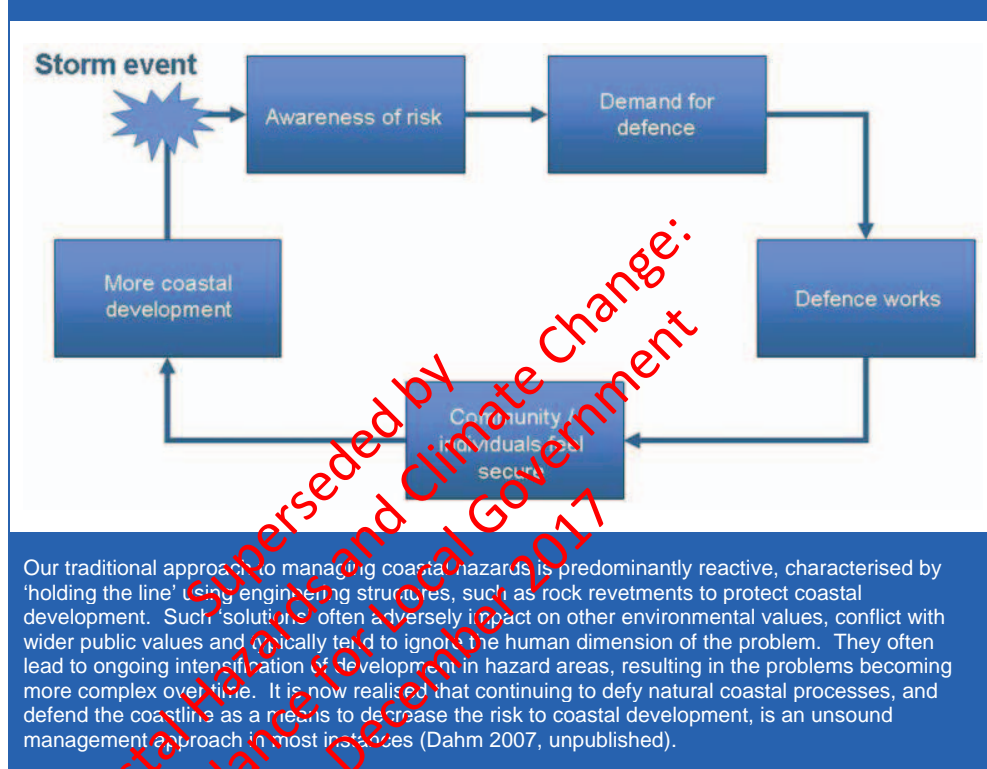 Storm event
Awareness of risk
Demand for
defence
Defence works
Community /
individuals feel
secure
More coastal
development
Our traditional approach to managing coastal hazards is predominantly reactive, characterised by
‘holding the line’ using engineering structures, such as rock revetments to protect coastal
development.  Such ‘solutions’ often adversely impact on other environmental values, conflict with
wider public values and typically tend to ignore the human dimension of the problem.  They often
lead to ongoing intensification of development in hazard areas, resulting in the problems becoming
more complex over time.  It is now realised that continuing to defy natural coastal processes, and
defend the coastline as a means to decrease the risk to coastal development, is an unsound
management approach in most instances (Dahm 2007, unpublished).
Superseded by
Hazards and Climate Change:
for Local Government
December 2017